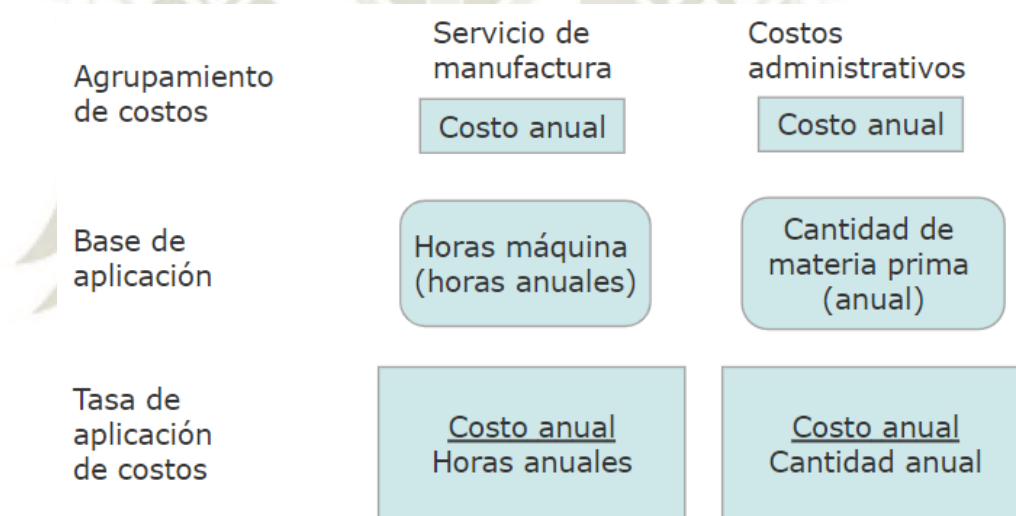 Agrupamiento
de costos
Servicio de
manufactura
Costo anual
Costos
administrativos
Costo anual
Base de
aplicación
Horas máquina
(horas anuales)
Cantidad de
materia prima
(anual)
Tasa de
aplicación
de costos
Costo anual
Horas anuales
Costo anual
Cantidad anual